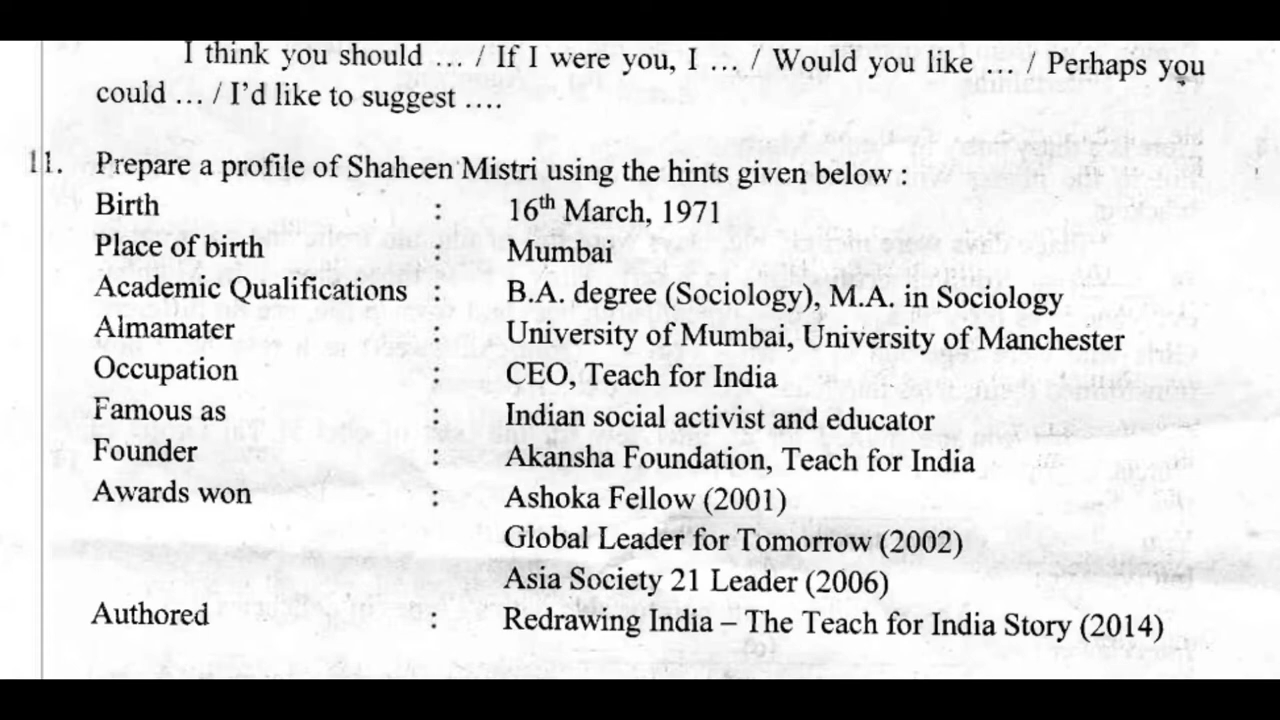 I think you should ... / If I were you, I ... / Would you like ... / Perhaps you
could ... / I'd like to suggest ....
11. Prepare a profile of Shaheen Mistri using the hints given below :
Birth : 16th March, 1971
Place of birth : Mumbai
Academic Qualifications : B.A. degree (Sociology), M.A. in Sociology
Almamater : University of Mumbai, University of Manchester
Occupation : CEO, Teach for India
Famous as : Indian social activist and educator
Founder : Akansha Foundation, Teach for India
Awards won : Ashoka Fellow (2001)
Global Leader for Tomorrow (2002)
Asia Society 21 Leader (2006)
Authored : Redrawing India – The Teach for India Story (2014)